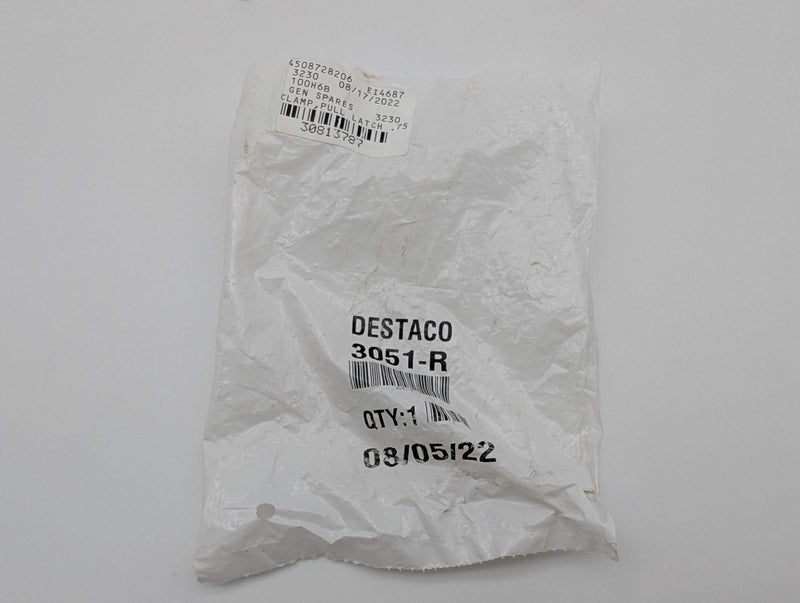 4508728206
3230 08/17/2022 EI4687
100H6B
GEN SPARES 3230
CLAMP,PULL LATCH .75
30813787
DESTACO
3051-R
QTY:1
08/05/22